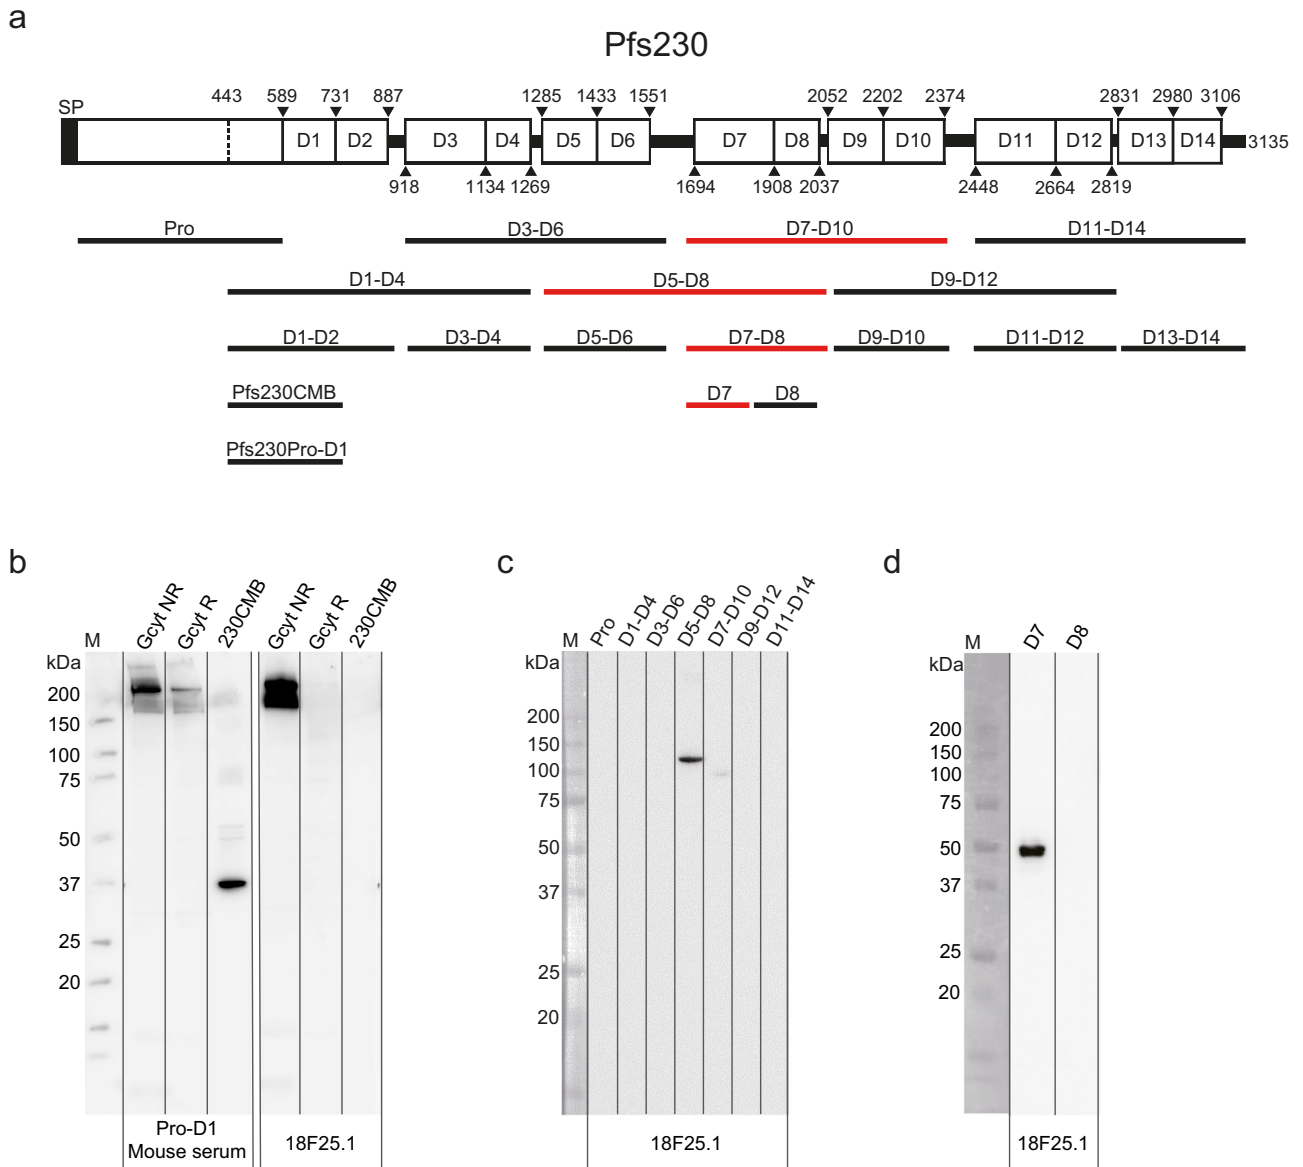 a
Pfs230
SP 443 589 731 887 1285 1433 1551 2052 2202 2374 2831 2980 3106
D1 D2 D3 D4 D5 D6 D7 D8 D9 D10 D11 D12 D13 D14 3135
918 1134 1269 1694 1908 2037 2448 2664 2819
Pro D3-D6 D7-D10 D11-D14
D1-D4 D5-D8 D9-D12
D1-D2 D3-D4 D5-D6 D7-D8 D9-D10 D11-D12 D13-D14
Pfs230CMB D7 D8
Pfs230Pro-D1
b
M Gcyt NR Gcyt R 230CMB Gcyt NR Gcyt R 230CMB
kDa
200
150
100
75
50
37
25
20
Pro-D1
Mouse serum
18F25.1
c
M Pro D1-D4 D3-D6 D5-D8 D7-D10 D9-D12 D11-D14
kDa
200
150
100
75
50
37
25
20
18F25.1
d
M D7 D8
kDa
200
150
100
75
50
37
25
20
18F25.1